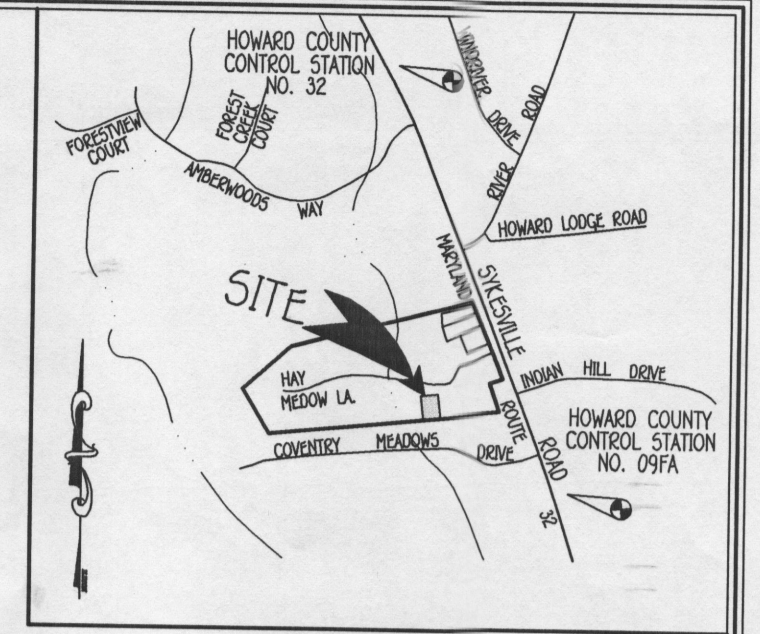 HOWARD COUNTY
CONTROL STATION
NO. 32
WINDRIVER DRIVE
RIVER ROAD
FOREST
CREEK
COURT
FORESTVIEW
COURT
AMBERWOODS WAY
HOWARD LODGE ROAD
MARYLAND ROUTE 32
SYKESVILLE ROAD
SITE
HAY
MEDOW LA.
INDIAN HILL DRIVE
COVENTRY MEADOWS DRIVE
HOWARD COUNTY
CONTROL STATION
NO. 09FA